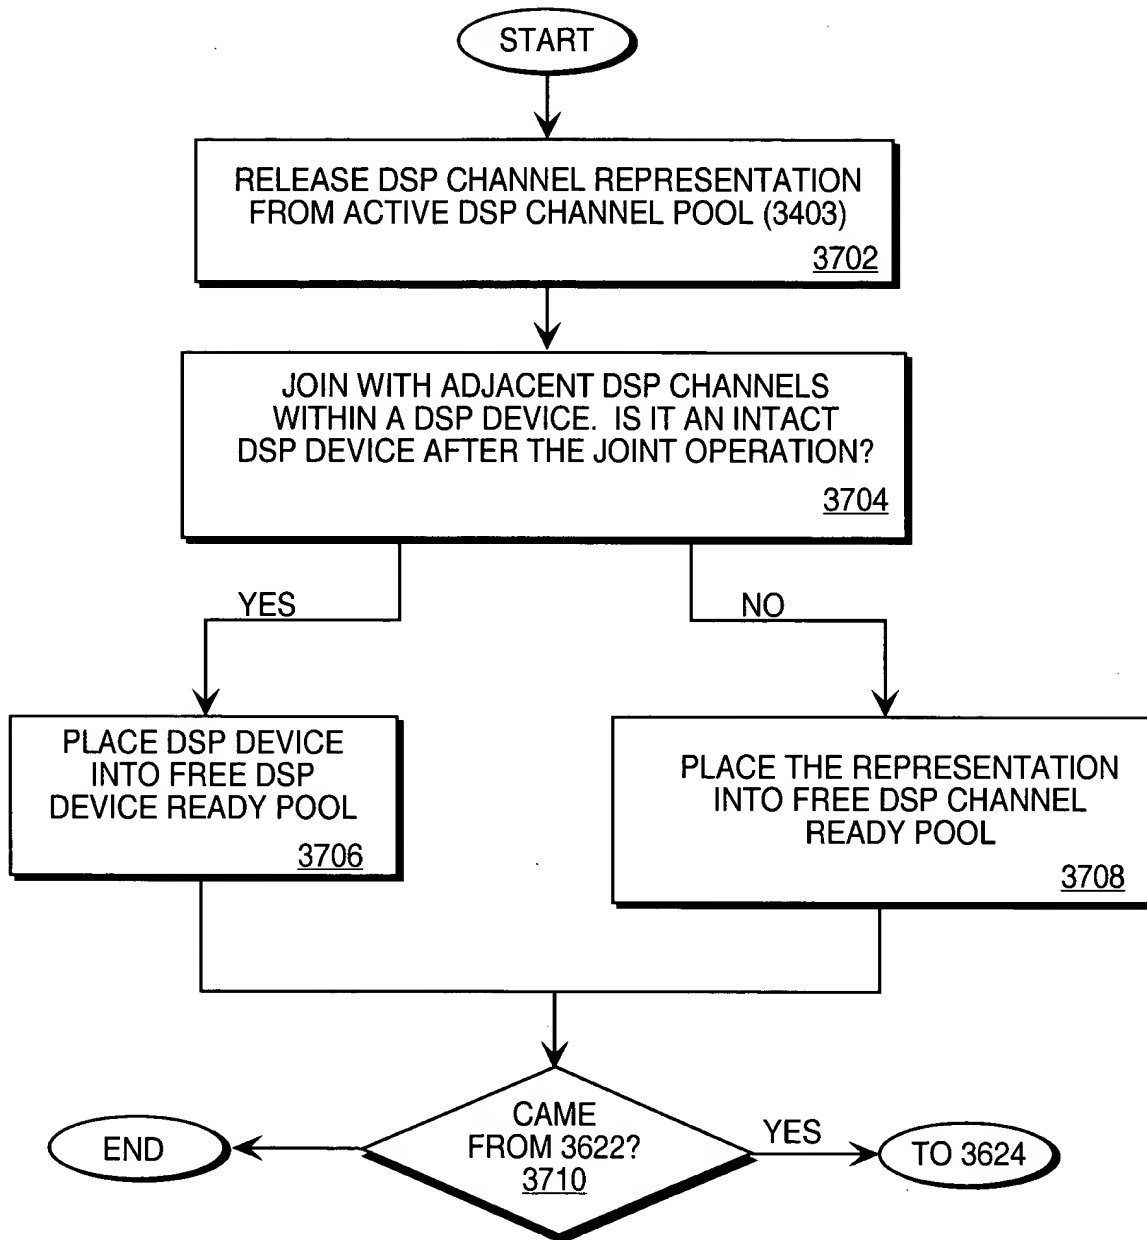 START
RELEASE DSP CHANNEL REPRESENTATION
FROM ACTIVE DSP CHANNEL POOL (3403)
3702
JOIN WITH ADJACENT DSP CHANNELS
WITHIN A DSP DEVICE. IS IT AN INTACT
DSP DEVICE AFTER THE JOINT OPERATION?
3704
YES
NO
PLACE DSP DEVICE
INTO FREE DSP
DEVICE READY POOL
3706
PLACE THE REPRESENTATION
INTO FREE DSP CHANNEL
READY POOL
3708
CAME
FROM 3622?
3710
END
YES
TO 3624